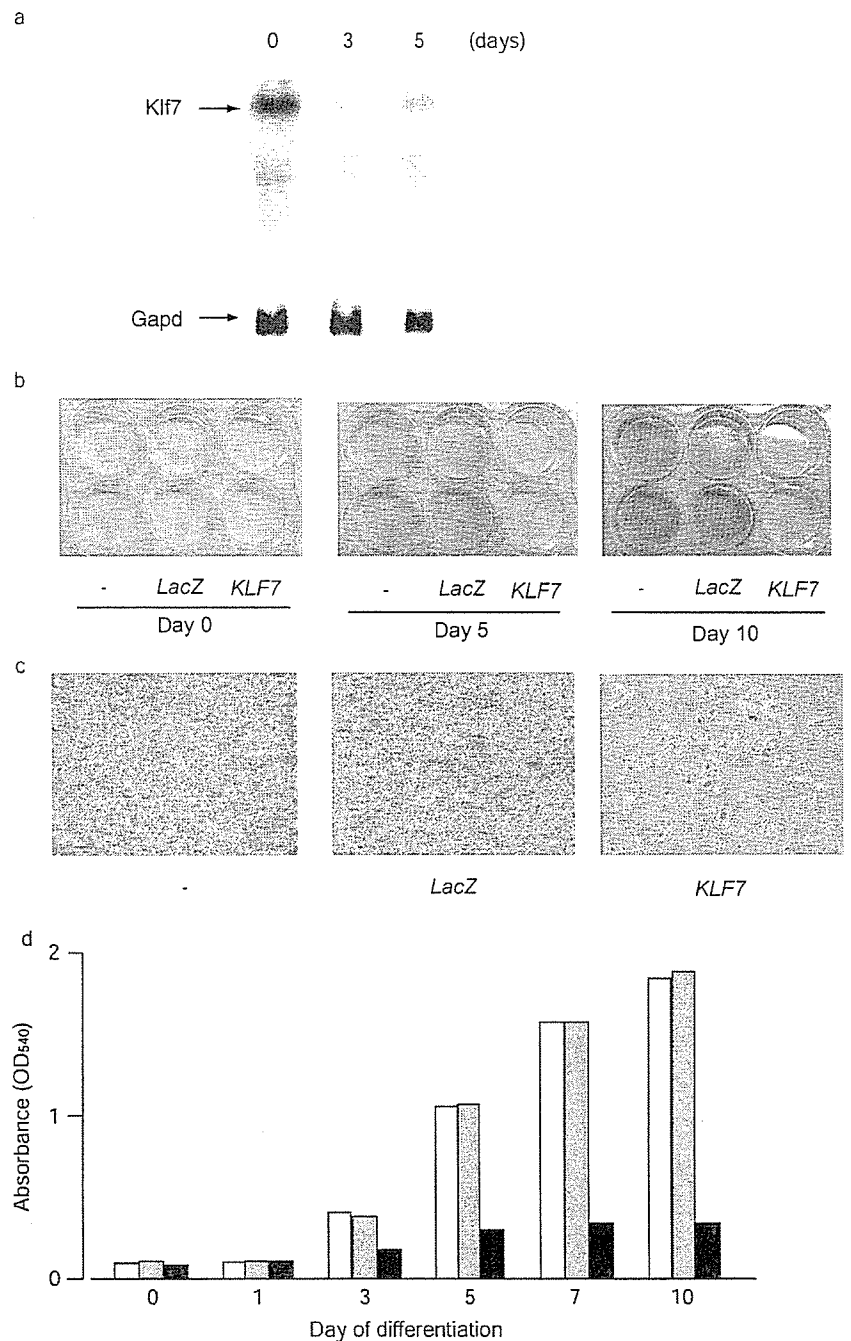 a
0 3 5 (days)
Klf7
Gapd
b
- LacZ KLF7 - LacZ KLF7 - LacZ KLF7
Day 0 Day 5 Day 10
c
- LacZ KLF7
d
Absorbance (OD540)
2
1
0
0 1 3 5 7 10
Day of differentiation